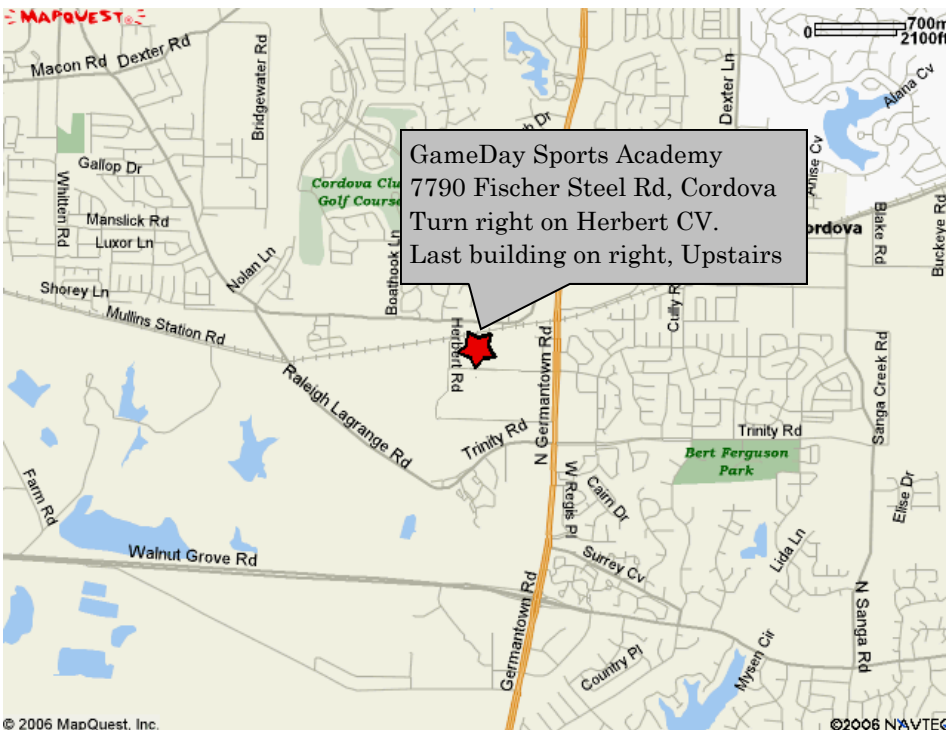 MAPQUEST
0 700m
2100ft
Macon Rd
Dexter Rd
Bridgewater Rd
Dexter Ln
Alana Cv
GameDay Sports Academy
7790 Fischer Steel Rd, Cordova
Turn right on Herbert CV.
Last building on right, Upstairs
Anise Cv
Gallop Dr
Whitten Rd
Cordova
Golf Course
Manslick Rd
Luxor Ln
Blake Rd
Buckeye Rd
Nolan Ln
Boathook Ln
Shorey Ln
Mullins Station Rd
Herbert Rd
N Germantown Rd
Sanga Creek Rd
Raleigh Lagrange Rd
Trinity Rd
Trinity Rd
Bert Ferguson
Park
W Regis Pl
Cairn Dr
Elise Dr
Farm Rd
Lida Ln
Walnut Grove Rd
Surrey Cv
N Sanga Rd
Germantown Rd
Country Pl
Mysen Cir
© 2006 MapQuest, Inc.
©2006 NAVTEQ